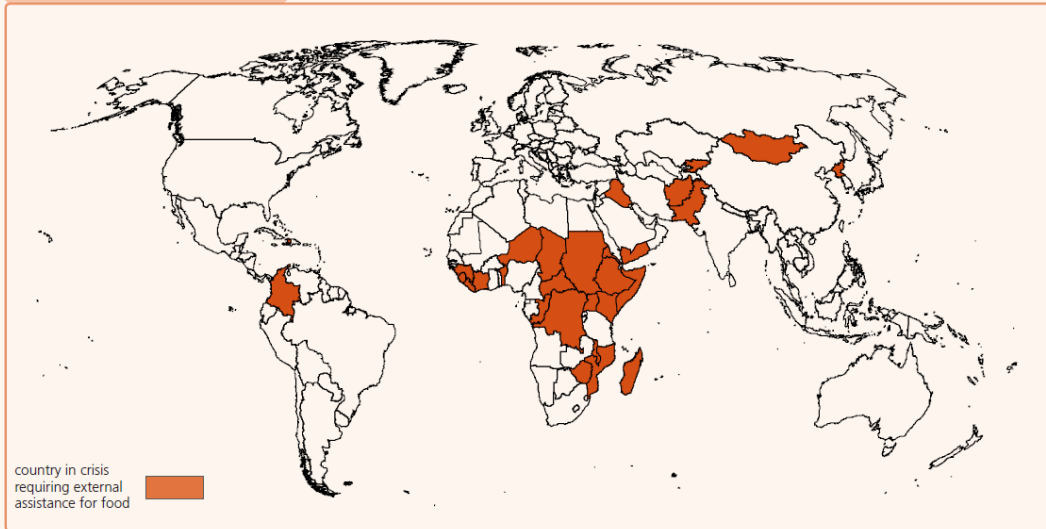 country in crisis
requiring external
assistance for food